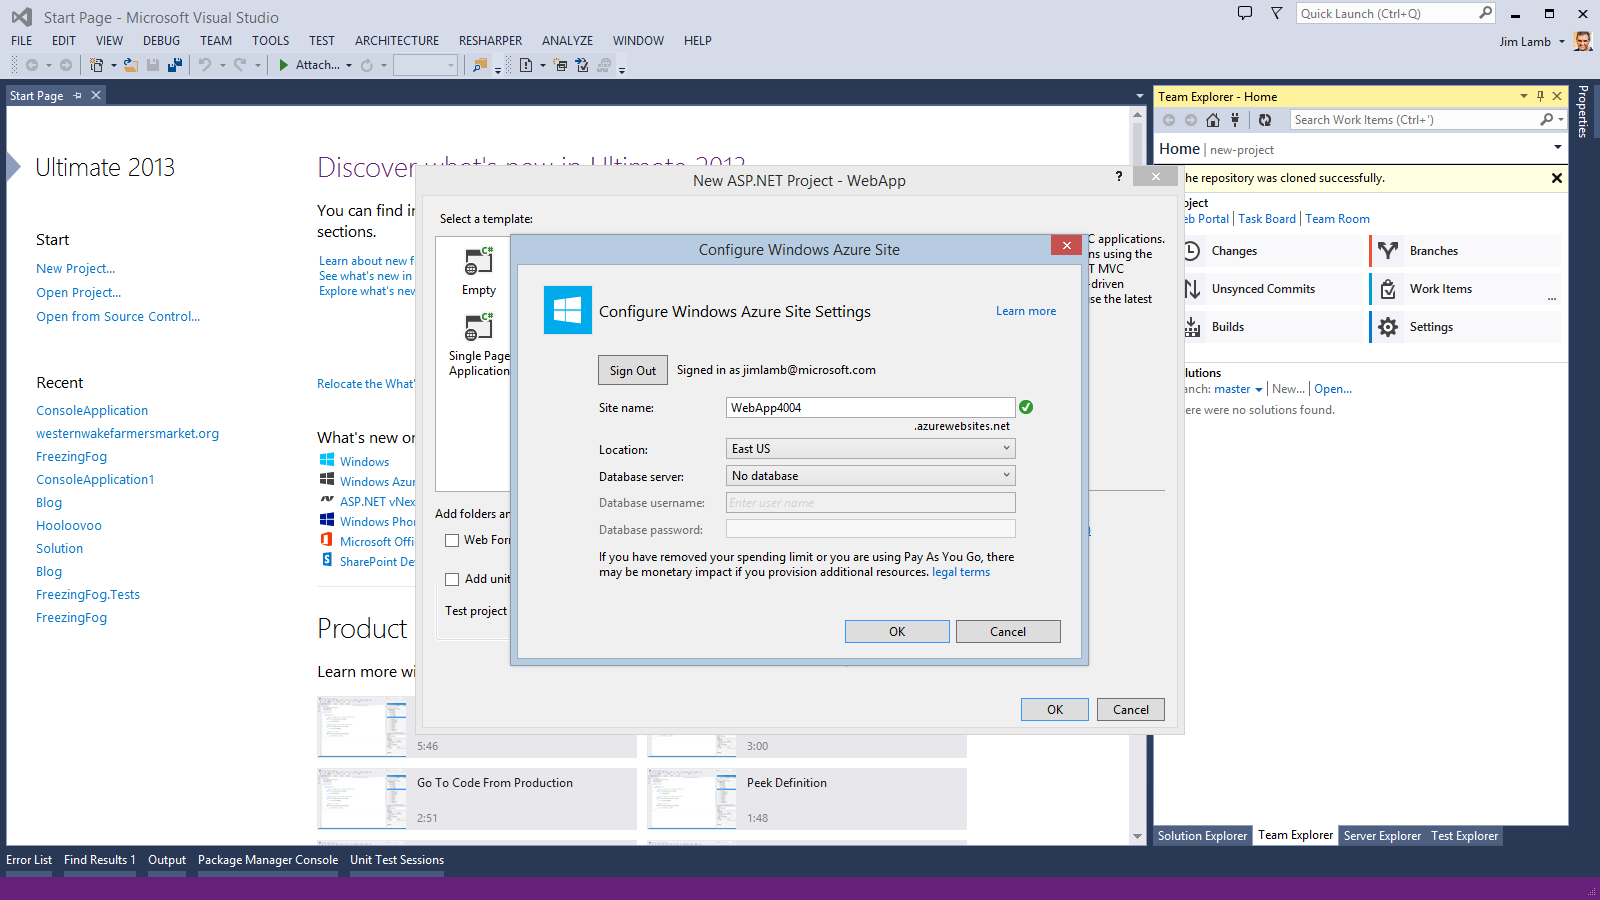 Start Page - Microsoft Visual Studio
Quick Launch (Ctrl+Q)
FILE EDIT VIEW DEBUG TEAM TOOLS TEST ARCHITECTURE RESHARPER ANALYZE WINDOW HELP
Jim Lamb
Attach...
Start Page
Ultimate 2013
Start
New Project...
Open Project...
Open from Source Control...
Recent
ConsoleApplication
westernwakefarmersmarket.org
FreezingFog
ConsoleApplication1
Blog
Hooloovoo
Solution
Blog
FreezingFog.Tests
FreezingFog
Discover what's new in Ultimate 2013
You can find in
sections.
Learn about new f
See what's new in
Explore what's new
Relocate the What'
What's new on
Windows
Windows Azur
ASP.NET vNex
Windows Phon
Microsoft Offi
SharePoint De
Product
Learn more wi
5:46
3:00
Go To Code From Production
2:51
Peek Definition
1:48
New ASP.NET Project - WebApp
?
Select a template:
C#
Empty
C#
Single Page
Application
C applications.
ns using the
T MVC
-driven
se the latest
Add folders an
Web For
Add unit
Test project
OK
Cancel
Configure Windows Azure Site
Configure Windows Azure Site Settings
Learn more
Sign Out
Signed in as jimlamb@microsoft.com
Site name:
WebApp4004
.azurewebsites.net
Location:
East US
Database server:
No database
Database username:
Enter user name
Database password:
If you have removed your spending limit or you are using Pay As You Go, there
may be monetary impact if you provision additional resources. legal terms
OK
Cancel
Team Explorer - Home
Search Work Items (Ctrl+')
Home | new-project
he repository was cloned successfully.
oject
eb Portal | Task Board | Team Room
Changes
Branches
Unsynced Commits
Work Items
...
Builds
Settings
lutions
anch: master | New... | Open...
ere were no solutions found.
Properties
Solution Explorer
Team Explorer
Server Explorer
Test Explorer
Error List
Find Results 1
Output
Package Manager Console
Unit Test Sessions